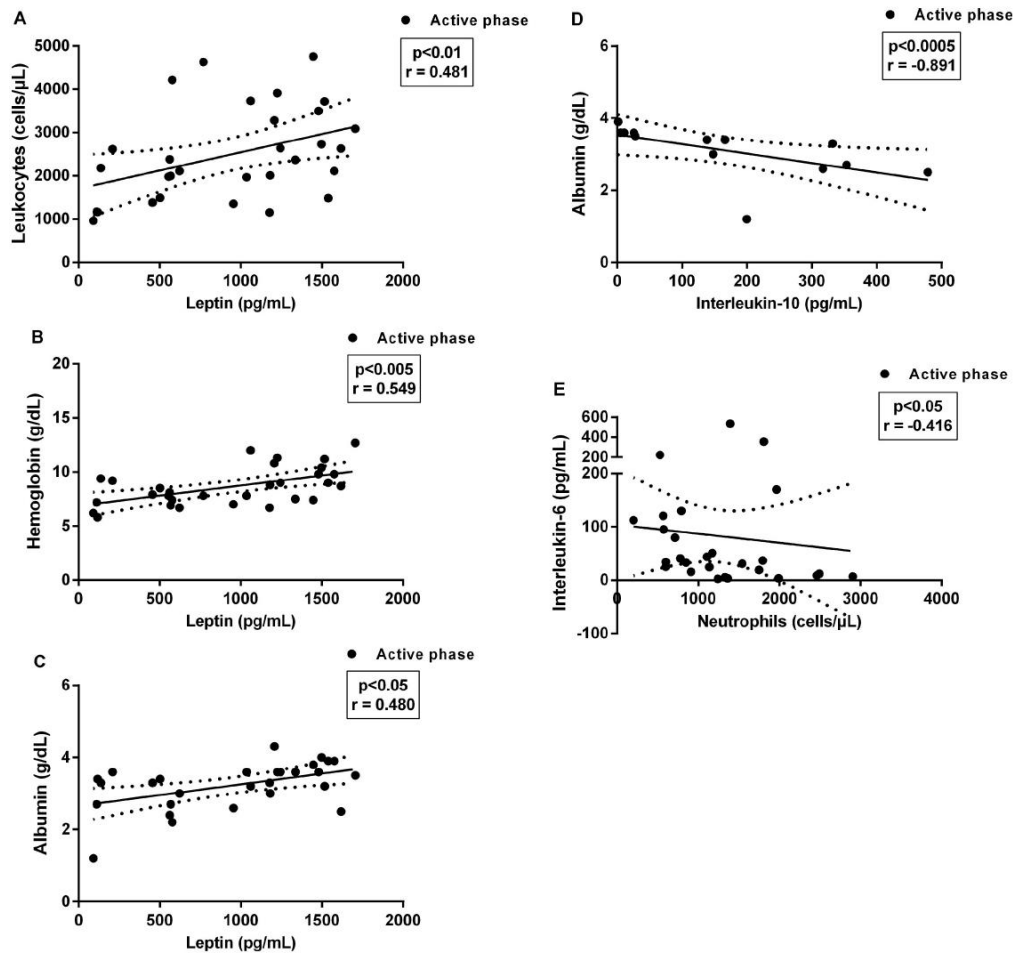 A
Active phase
p<0.01
r = 0.481
5000
4000
3000
2000
1000
0
Leukocytes (cells/µL)
0 500 1000 1500 2000
Leptin (pg/mL)
B
Active phase
p<0.005
r = 0.549
20
15
10
5
0
Hemoglobin (g/dL)
0 500 1000 1500 2000
Leptin (pg/mL)
C
Active phase
p<0.05
r = 0.480
6
4
2
0
Albumin (g/dL)
0 500 1000 1500 2000
Leptin (pg/mL)
D
Active phase
p<0.0005
r = -0.891
6
4
2
0
Albumin (g/dL)
0 100 200 300 400 500
Interleukin-10 (pg/mL)
E
Active phase
p<0.05
r = -0.416
600
400
200
200
100
0
-100
Interleukin-6 (pg/mL)
0 1000 2000 3000 4000
Neutrophils (cells/µL)